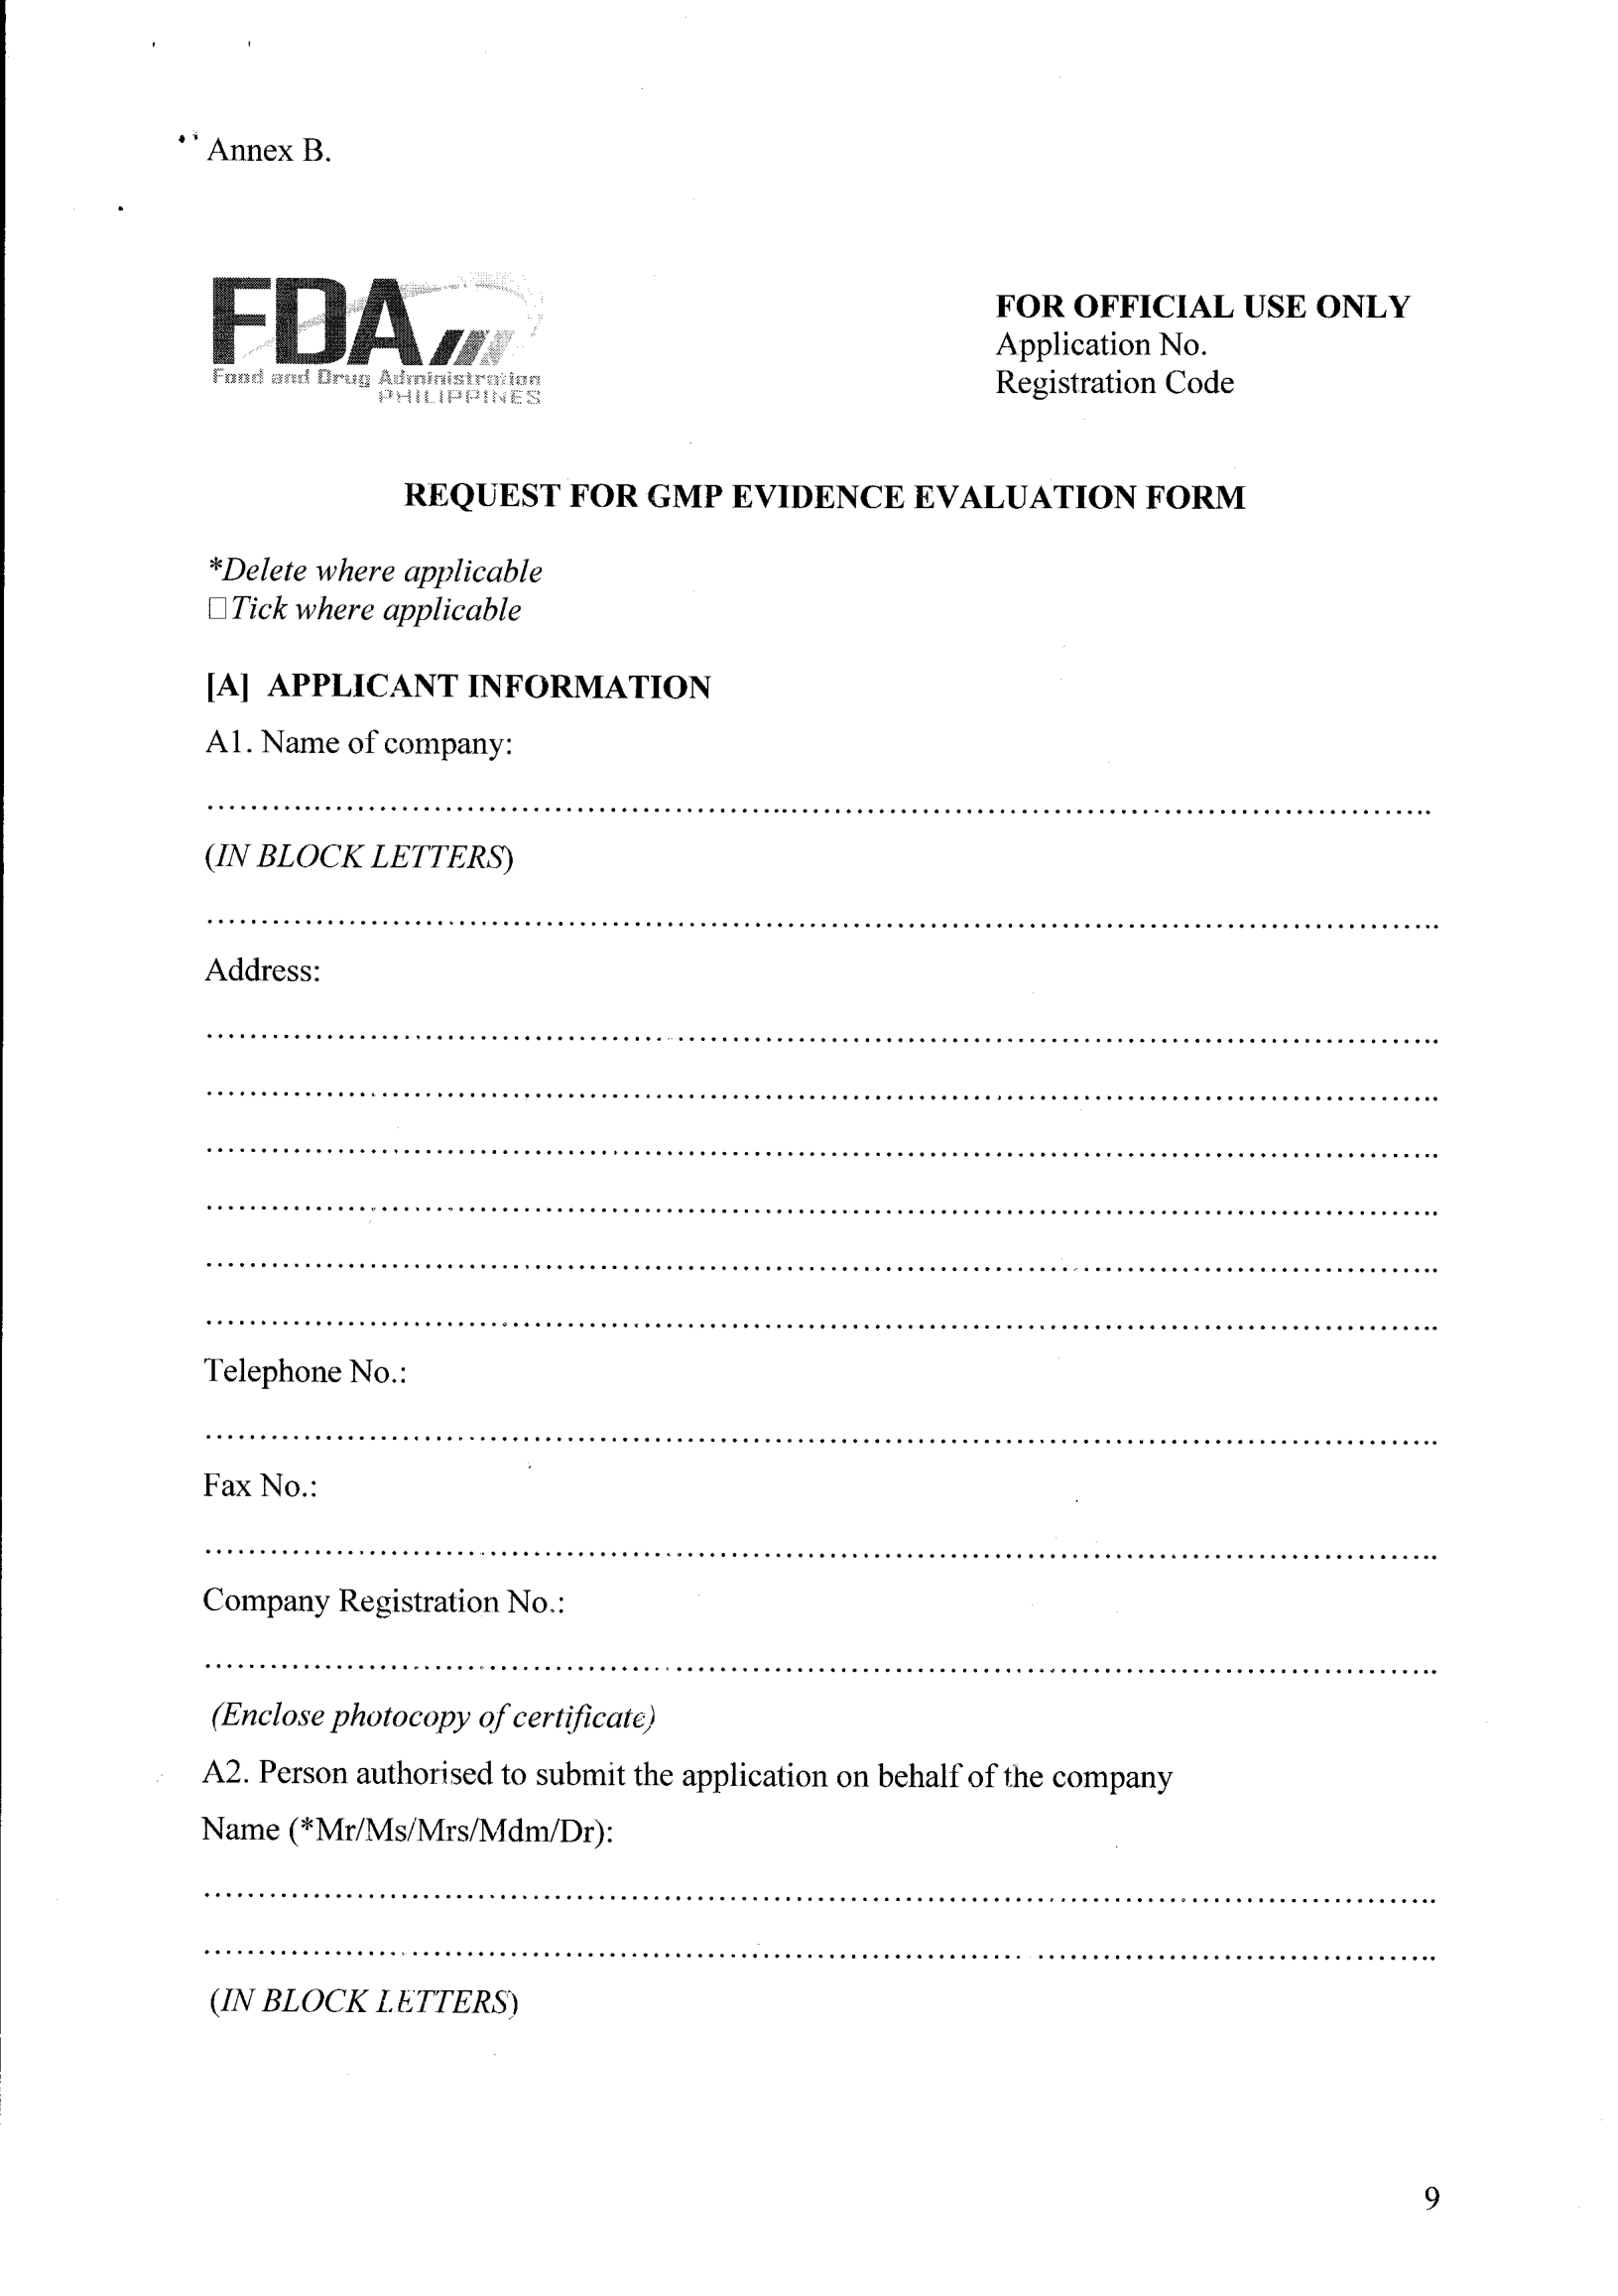 Annex B.
FDA
Food and Drug Administration
PHILIPPINES
FOR OFFICIAL USE ONLY
Application No.
Registration Code
REQUEST FOR GMP EVIDENCE EVALUATION FORM
*Delete where applicable
□Tick where applicable
[A] APPLICANT INFORMATION
A1. Name of company:
(IN BLOCK LETTERS)
Address:
Telephone No.:
Fax No.:
Company Registration No.:
(Enclose photocopy of certificate)
A2. Person authorised to submit the application on behalf of the company
Name (*Mr/Ms/Mrs/Mdm/Dr):
(IN BLOCK LETTERS)
9